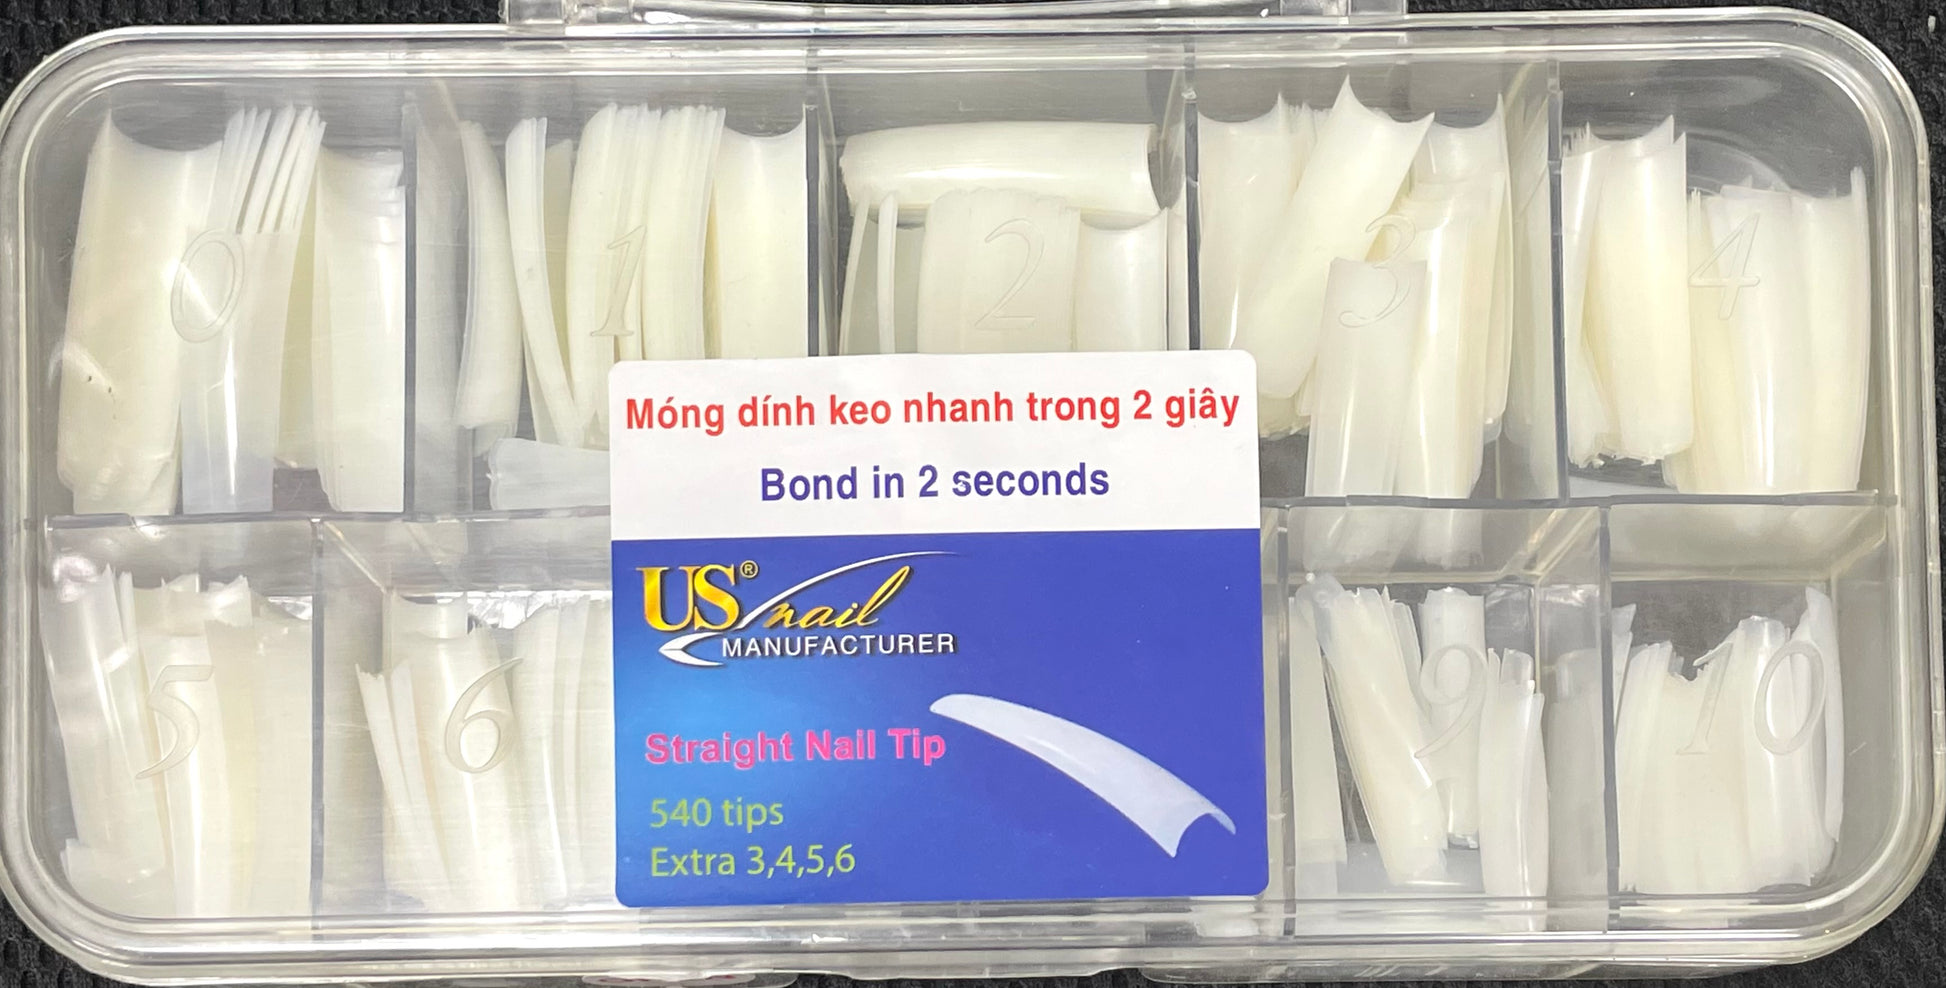 0 1 2 3 4
Móng dính keo nhanh trong 2 giây
Bond in 2 seconds
US® nail
MANUFACTURER
5 6 9 10
Straight Nail Tip
540 tips
Extra 3,4,5,6